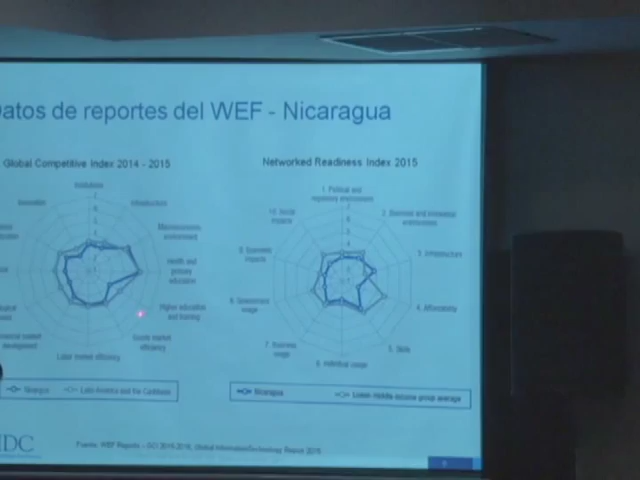 atos de reportes del WEF - Nicaragua
Global Competitive Index 2014 - 2015
Networked Readiness Index 2015
Institutions
Infrastructure
Innovation
Macroeconomic
environment
Health and
primary
education
Higher education
and training
Goods market
efficiency
Labor market efficiency
development
1. Political and
regulatory environment
2. Business and innovation
environment
3. Infrastructure
4. Affordability
5. Skills
6. Individual usage
7. Business
usage
8. Government
usage
9. Economic
impacts
10. Social
impacts
Nicaragua
Latin America and the Caribbean
Nicaragua
Lower-middle-income group average
IDC